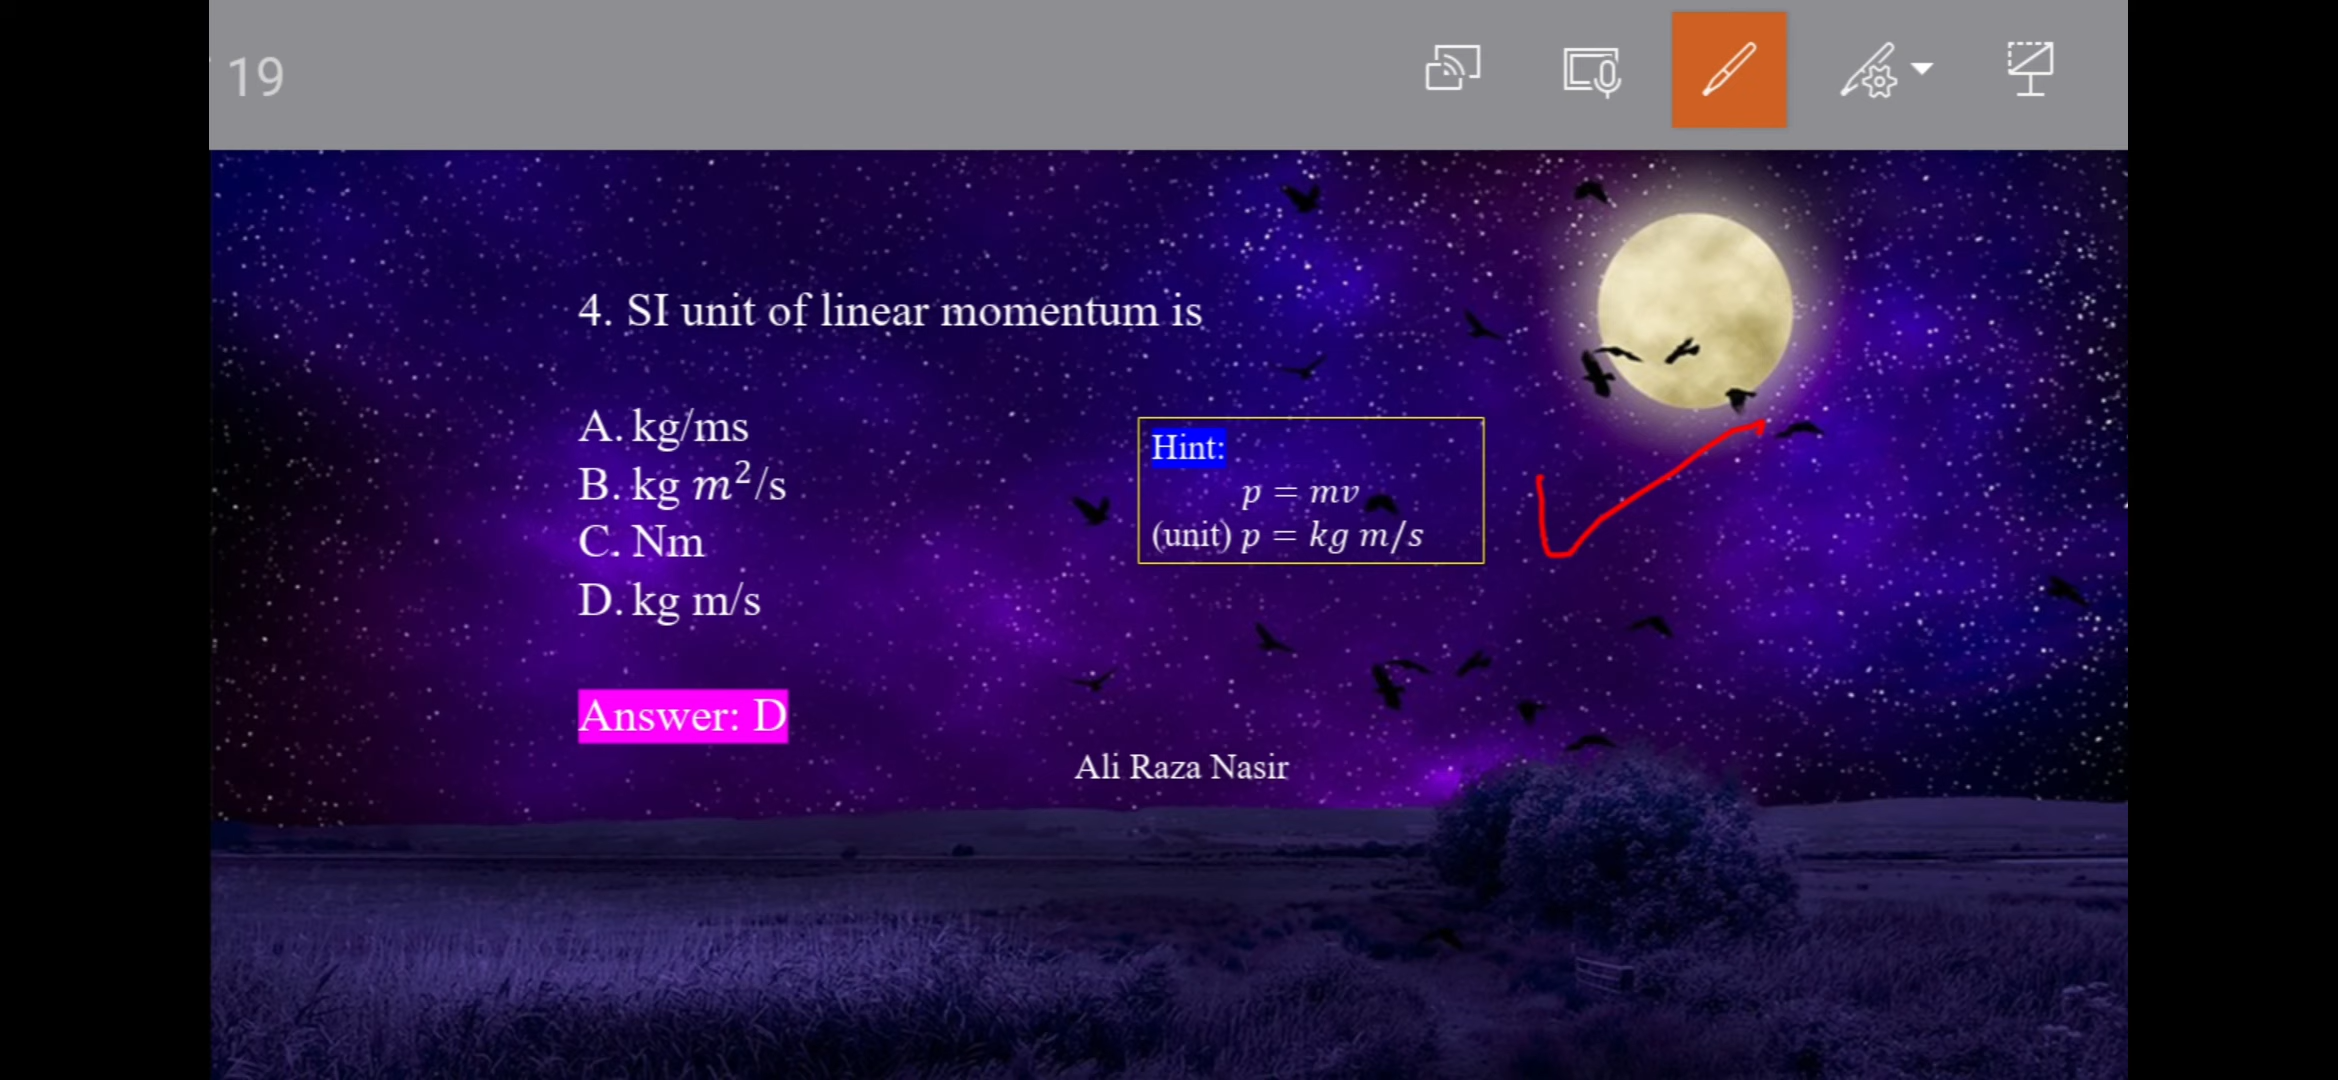 19
4. SI unit of linear momentum is
A. kg/ms
B. kg m²/s
C. Nm
D. kg m/s
Hint:
p = mv
(unit) p = kg m/s
Answer: D
Ali Raza Nasir